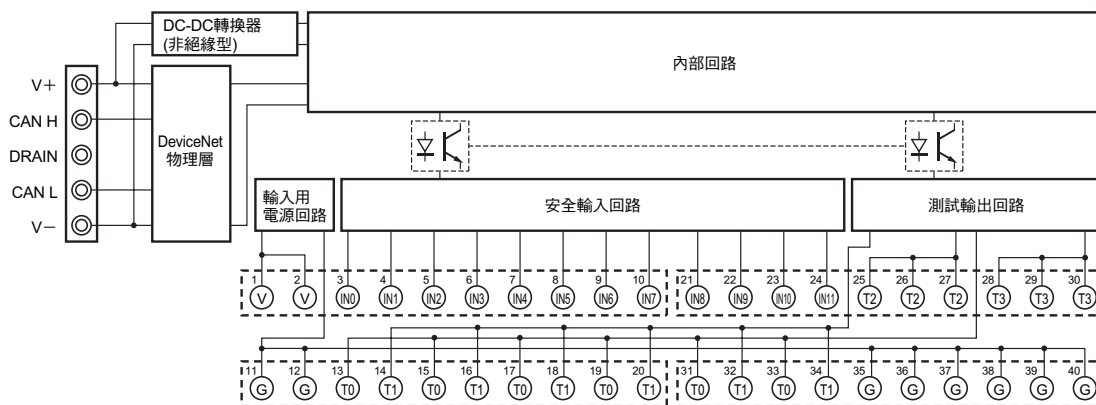 DC-DC轉換器
(非絕緣型)
內部回路
V+
CAN H
DRAIN
CAN L
V−
DeviceNet
物理層
輸入用
電源回路
安全輸入回路
測試輸出回路
1 2 3 4 5 6 7 8 9 10 21 22 23 24 25 26 27 28 29 30
V V IN0 IN1 IN2 IN3 IN4 IN5 IN6 IN7 IN8 IN9 IN10 IN11 T2 T2 T2 T3 T3 T3
11 12 13 14 15 16 17 18 19 20 31 32 33 34 35 36 37 38 39 40
G G T0 T1 T0 T1 T0 T1 T0 T1 T0 T1 T0 T1 G G G G G G